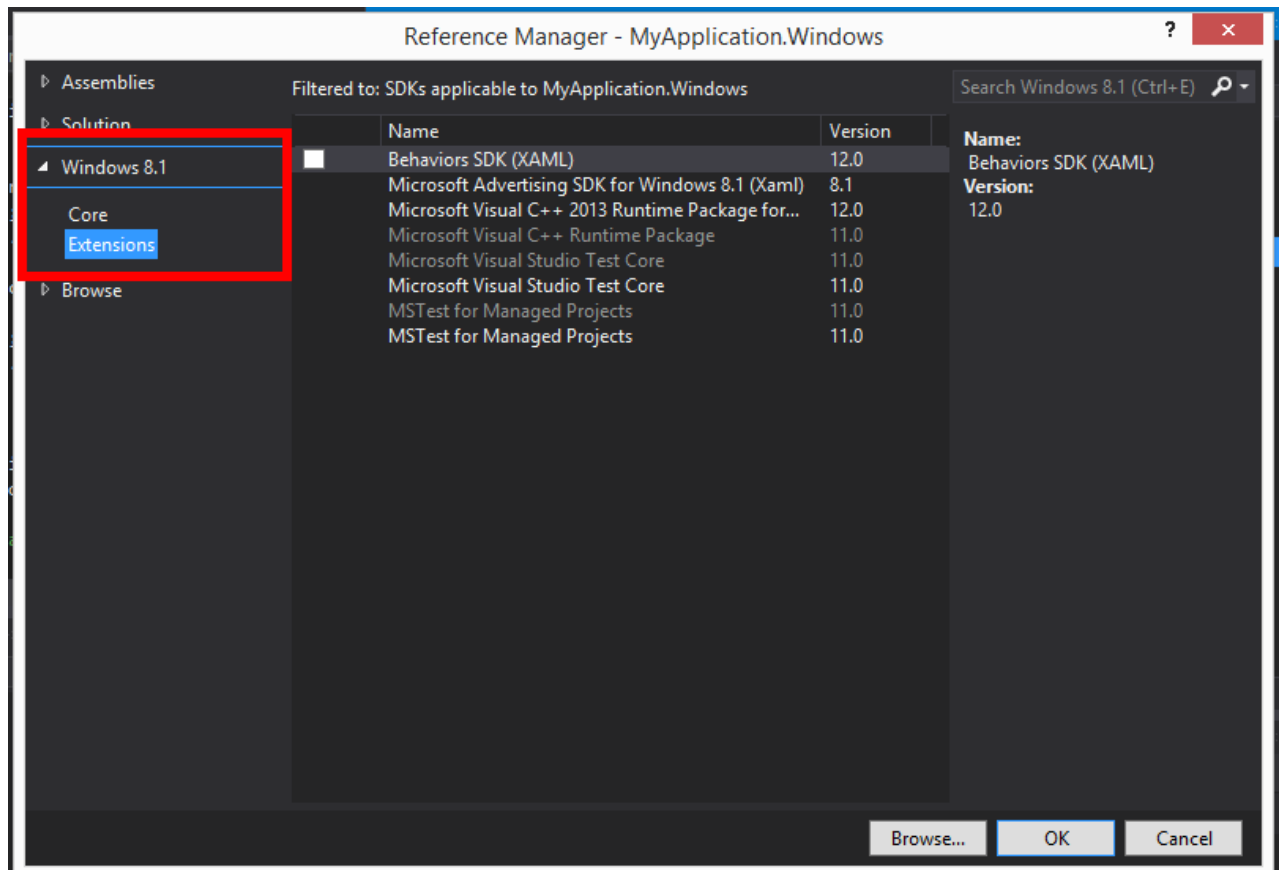 Reference Manager - MyApplication.Windows
?
Assemblies
Solution
Windows 8.1
Core
Extensions
Browse
Filtered to: SDKs applicable to MyApplication.Windows
Search Windows 8.1 (Ctrl+E)
Name Version
Behaviors SDK (XAML) 12.0
Microsoft Advertising SDK for Windows 8.1 (Xaml) 8.1
Microsoft Visual C++ 2013 Runtime Package for... 12.0
Microsoft Visual C++ Runtime Package 11.0
Microsoft Visual Studio Test Core 11.0
Microsoft Visual Studio Test Core 11.0
MSTest for Managed Projects 11.0
MSTest for Managed Projects 11.0
Name:
Behaviors SDK (XAML)
Version:
12.0
Browse... OK Cancel